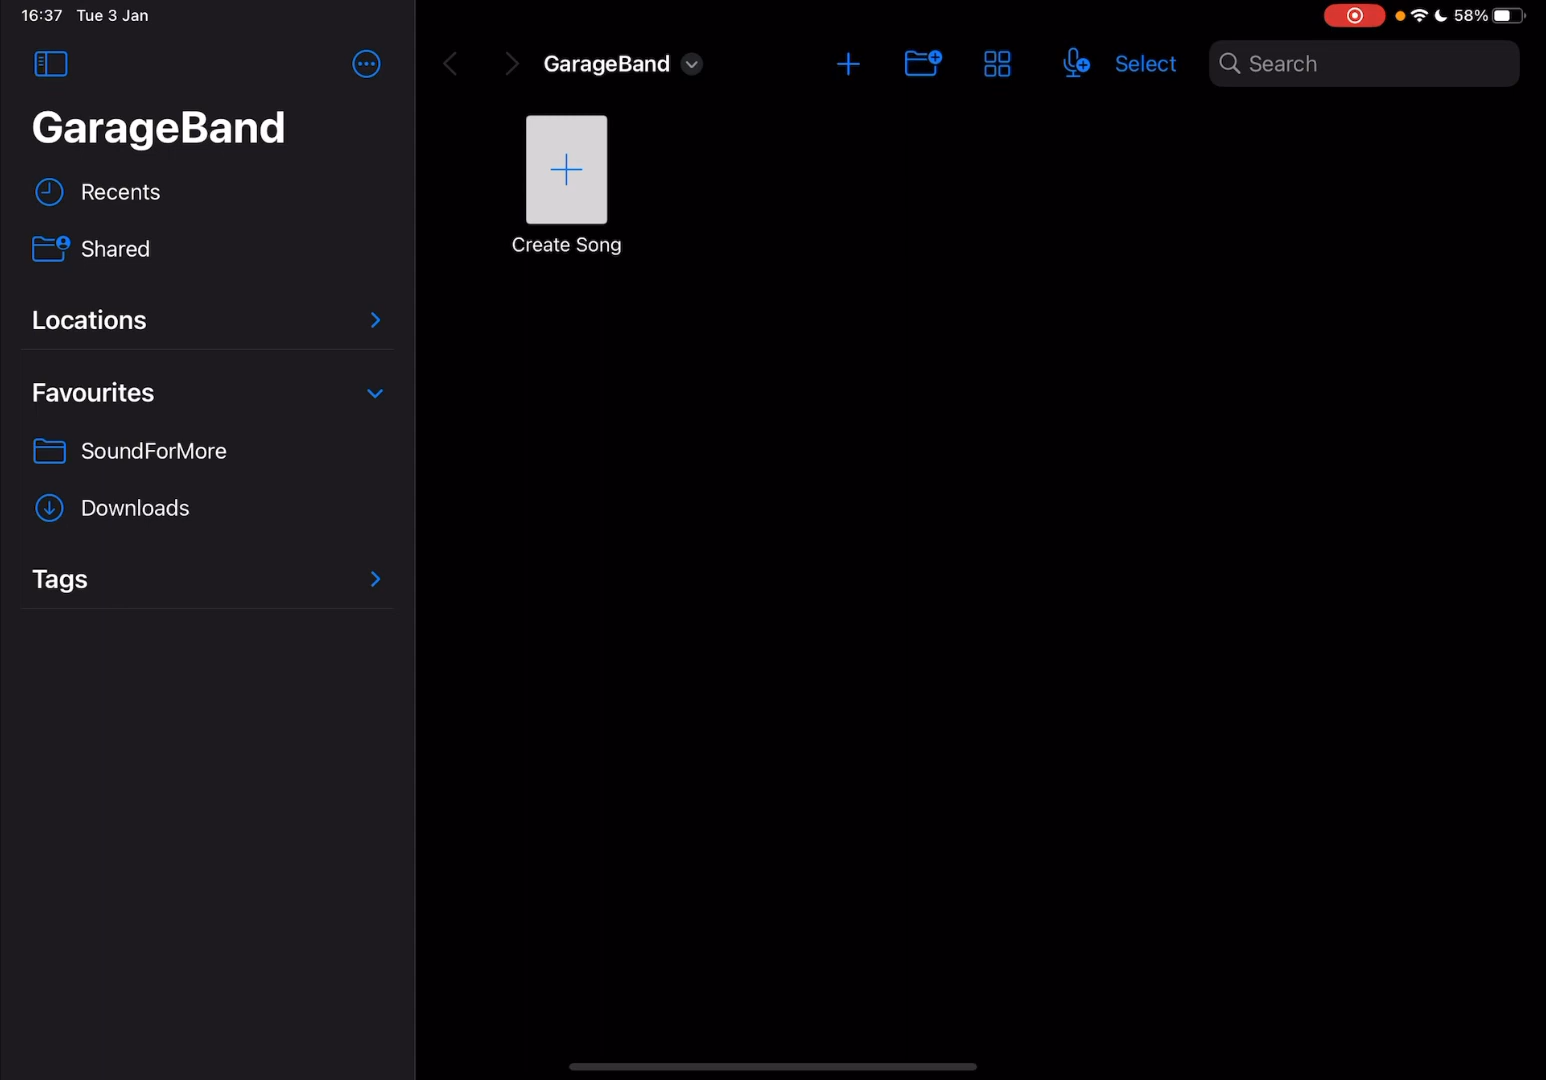 16:37 Tue 3 Jan
58%
GarageBand
Recents
Shared
Locations
Favourites
SoundForMore
Downloads
Tags
GarageBand
Select
Search
Create Song